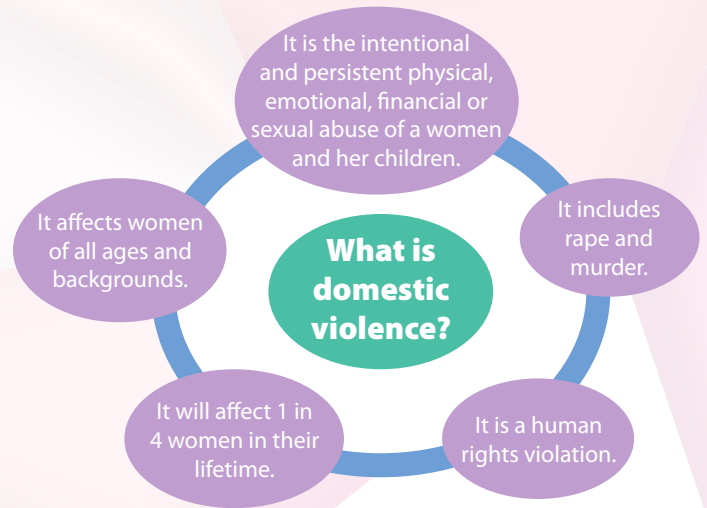 It is the intentional
and persistent physical,
emotional, financial or
sexual abuse of a women
and her children.
It affects women
of all ages and
backgrounds.
What is
domestic
violence?
It includes
rape and
murder.
It will affect 1 in
4 women in their
lifetime.
It is a human
rights violation.